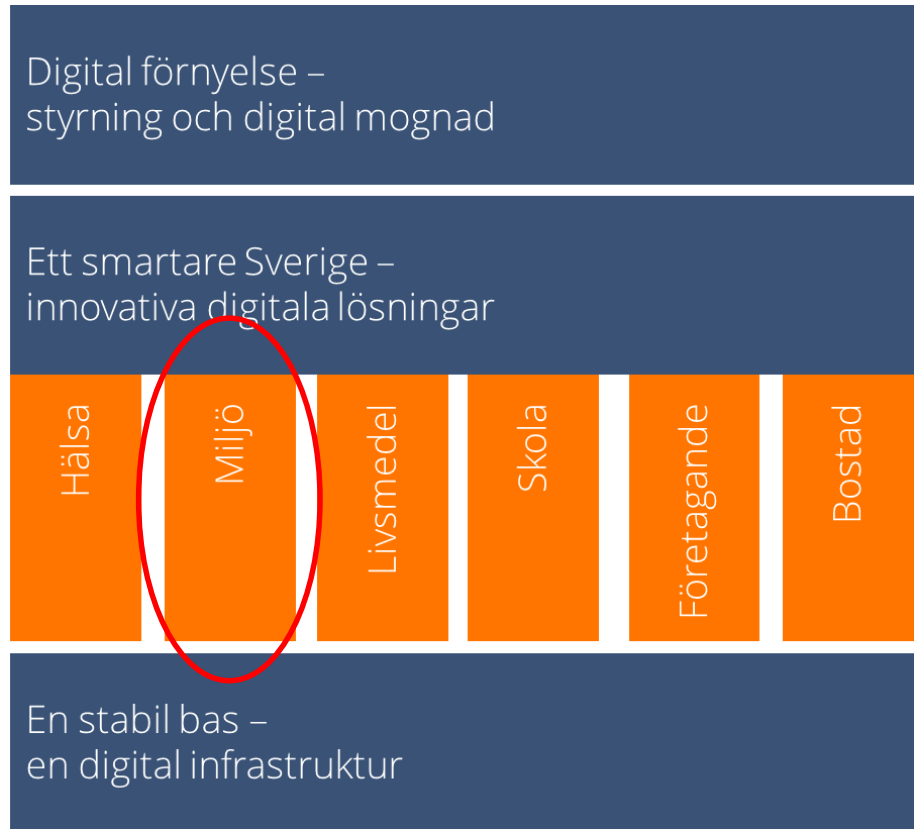 Digital förnyelse –
styrning och digital mognad
Ett smartare Sverige –
innovativa digitala lösningar
Hälsa
Miljö
Livsmedel
Skola
Företagande
Bostad
En stabil bas –
en digital infrastruktur